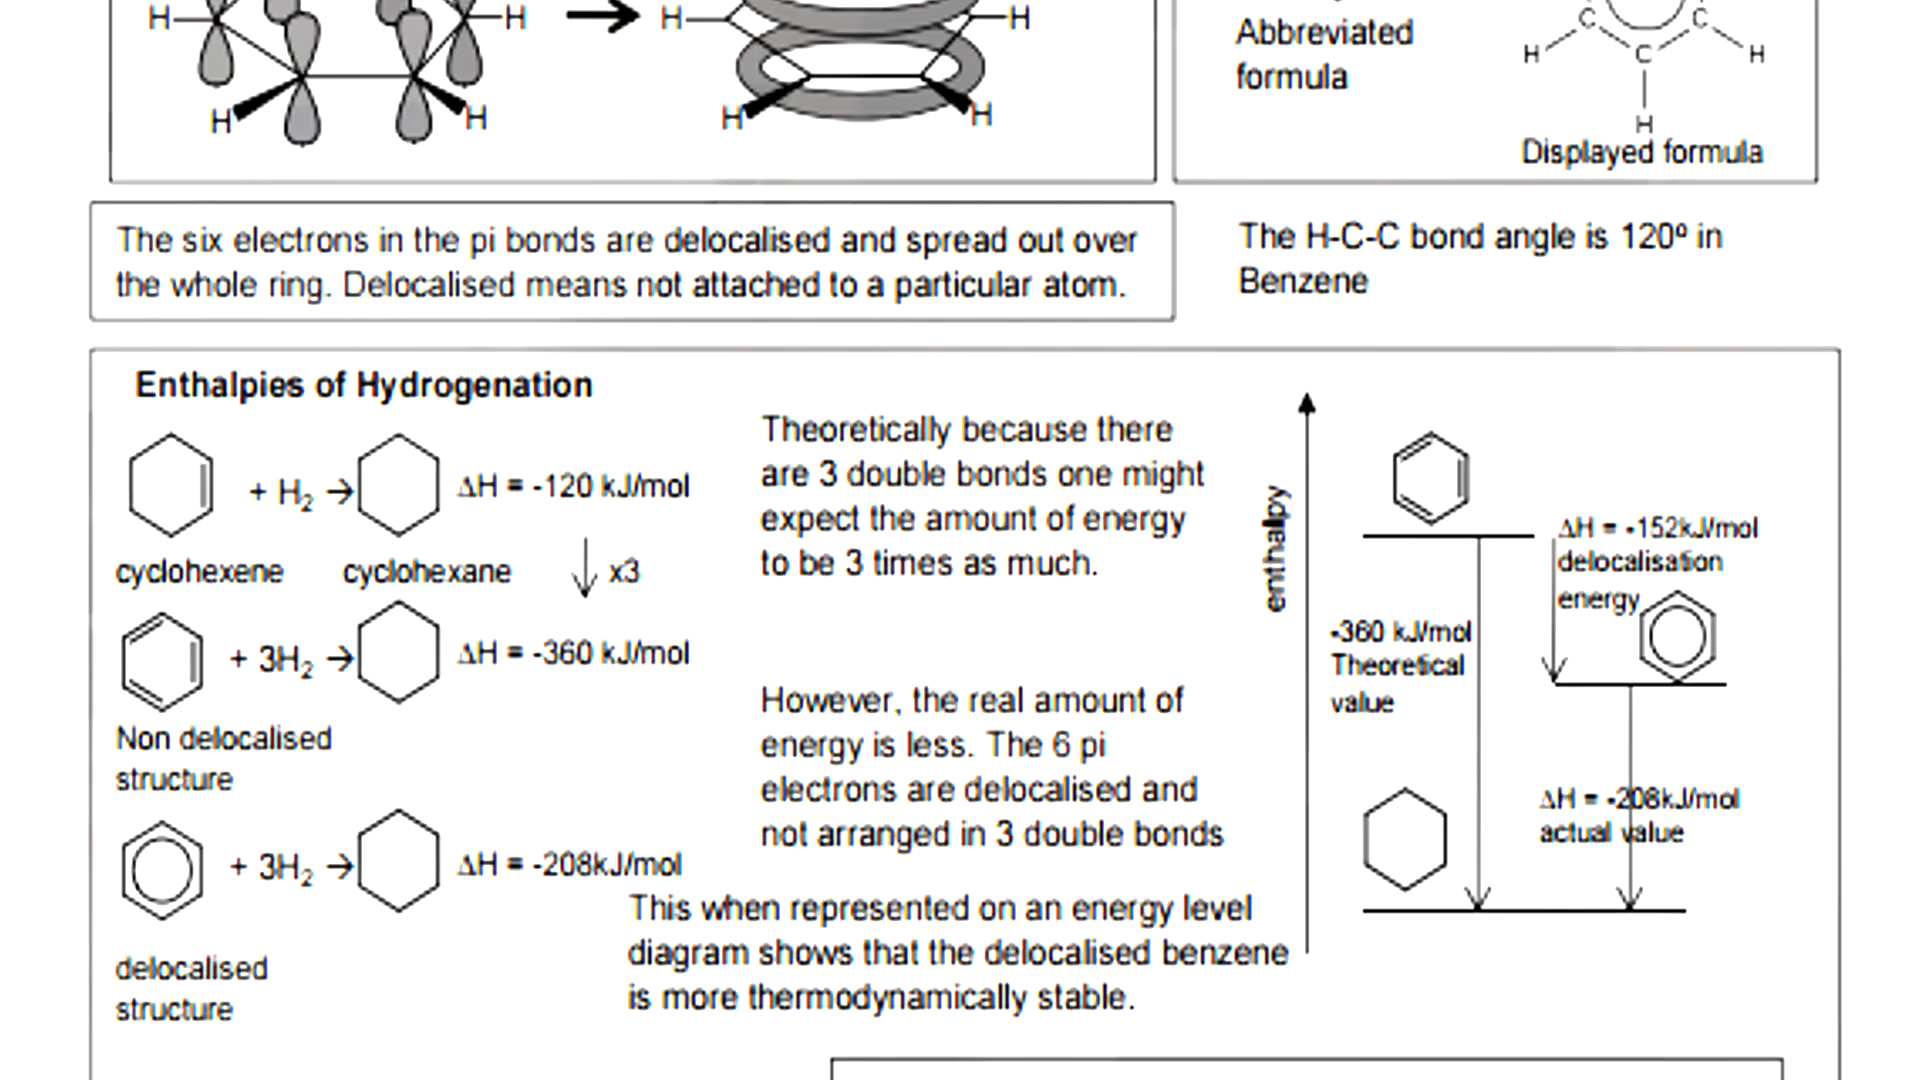 H
H
H
H
H
H
H
H
Abbreviated
formula
C
C
C
H
H
H
Displayed formula
The six electrons in the pi bonds are delocalised and spread out over
the whole ring. Delocalised means not attached to a particular atom.
The H-C-C bond angle is 120º in
Benzene
Enthalpies of Hydrogenation
+ H₂ → ΔH = -120 kJ/mol
cyclohexene cyclohexane x3
+ 3H₂ → ΔH = -360 kJ/mol
Non delocalised
structure
+ 3H₂ → ΔH = -208kJ/mol
delocalised
structure
Theoretically because there
are 3 double bonds one might
expect the amount of energy
to be 3 times as much.
However, the real amount of
energy is less. The 6 pi
electrons are delocalised and
not arranged in 3 double bonds
This when represented on an energy level
diagram shows that the delocalised benzene
is more thermodynamically stable.
enthalpy
ΔH = -152kJ/mol
delocalisation
energy
-360 kJ/mol
Theoretical
value
ΔH = -208kJ/mol
actual value